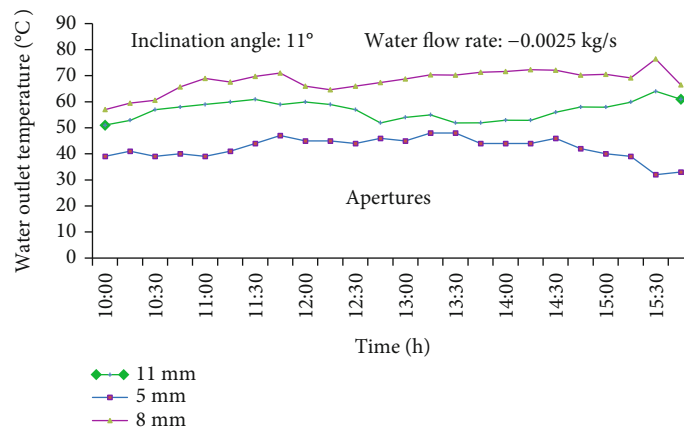 Water outlet temperature (°C )
90
80
70
60
50
40
30
20
10
0
Inclination angle: 11° Water flow rate: −0.0025 kg/s
Apertures
10:00 10:30 11:00 11:30 12:00 12:30 13:00 13:30 14:00 14:30 15:00 15:30
Time (h)
11 mm
5 mm
8 mm